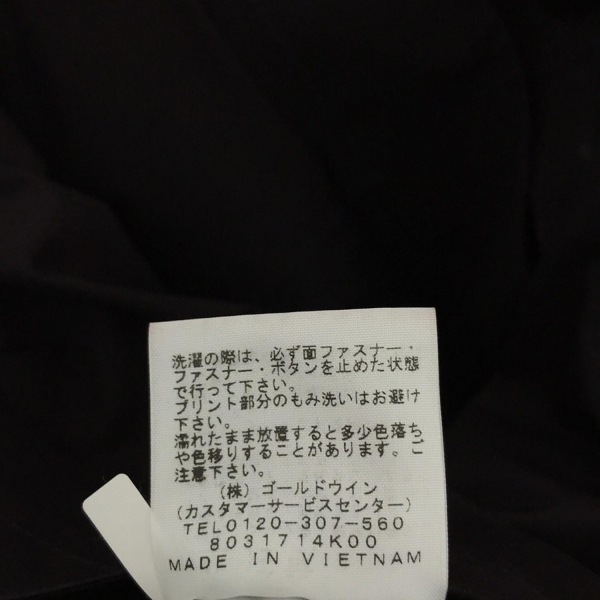 洗濯の際は、必ず面ファスナー・
ファスナー・ボタンを止めた状態
で行って下さい。
プリント部分のもみ洗いはお避け
下さい。
濡れたまま放置すると多少色落ち
や色移りすることがあります。ご
注意下さい。
(株)ゴールドウイン
(カスタマーサービスセンター)
TEL0120-307-560
8031714K00
MADE IN VIETNAM